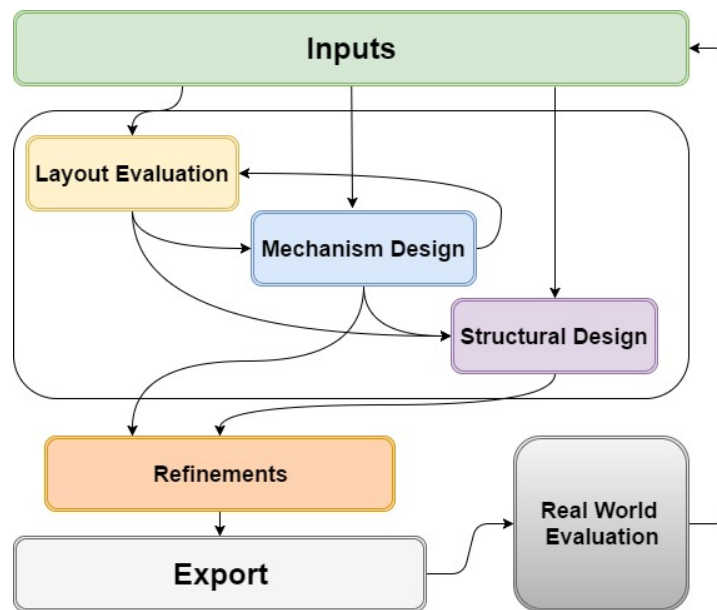 Inputs
Layout Evaluation
Mechanism Design
Structural Design
Refinements
Real World
Evaluation
Export